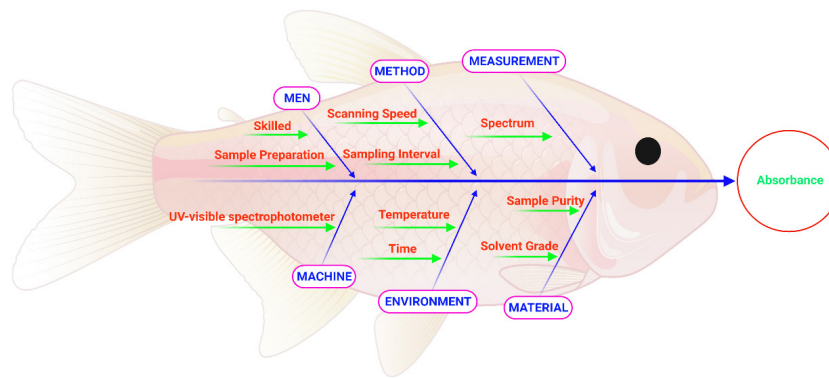 MEASUREMENT
METHOD
MEN
Scanning Speed
Skilled
Spectrum
Sample Preparation
Sampling Interval
Absorbance
Sample Purity
UV-visible spectrophotometer
Temperature
Time
Solvent Grade
MACHINE
ENVIRONMENT
MATERIAL